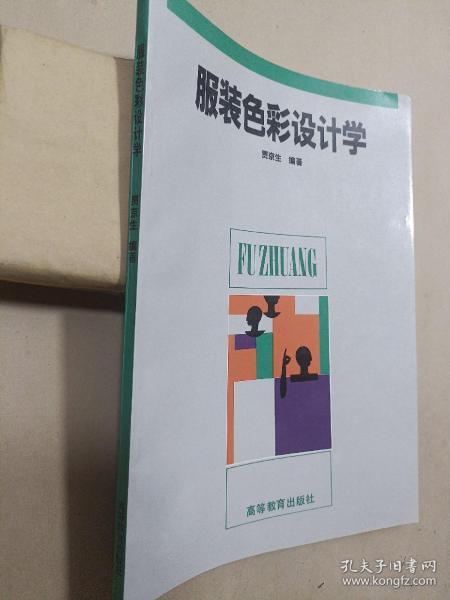 服装色彩设计学
贾京生 编著
FUZHUANG
高等教育出版社
服装色彩设计学
贾京生 编著
孔夫子旧书网
www.kongfz.com